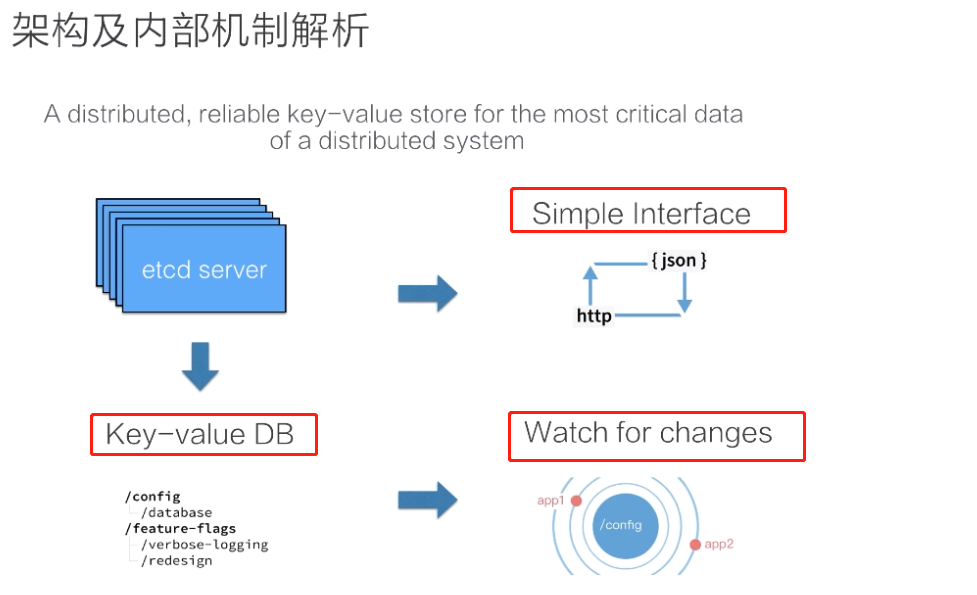 架构及内部机制解析
A distributed, reliable key-value store for the most critical data
of a distributed system
etcd server
Simple Interface
{ json }
http
Key-value DB
/config
/database
/feature-flags
/verbose-logging
/redesign
Watch for changes
app1
/config
app2